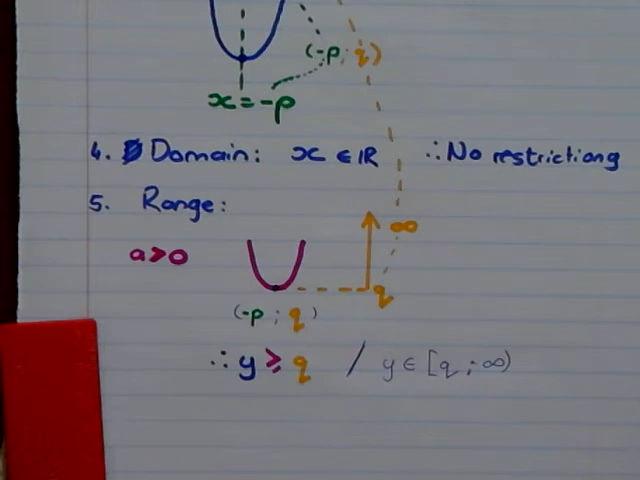 (-p ; q)
x = -p
4. Domain: x ∈ ℝ ∴ No restrictions
5. Range:
∞
a > 0
q
(-p ; q)
∴ y ≥ q / y ∈ [q ; ∞)